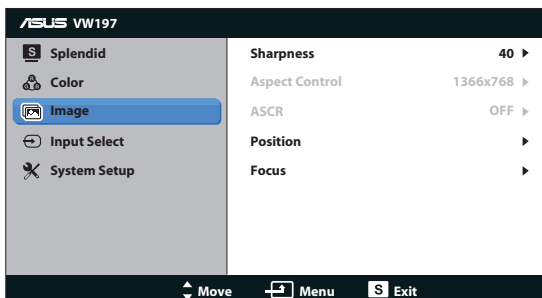 ASUS VW197
S Splendid
Color
Image
Input Select
System Setup
Sharpness 40
Aspect Control 1366x768
ASCR OFF
Position
Focus
Move Menu S Exit